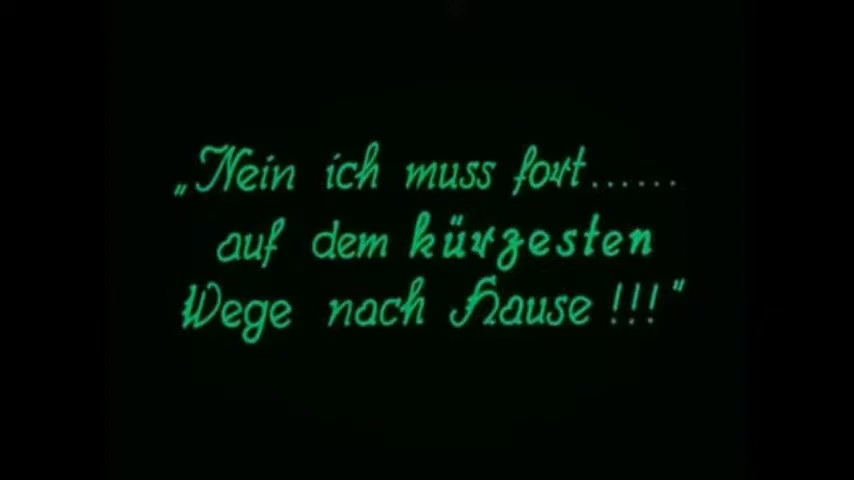 „Nein ich muss fort......
auf dem kürzesten
Wege nach Hause !!!"